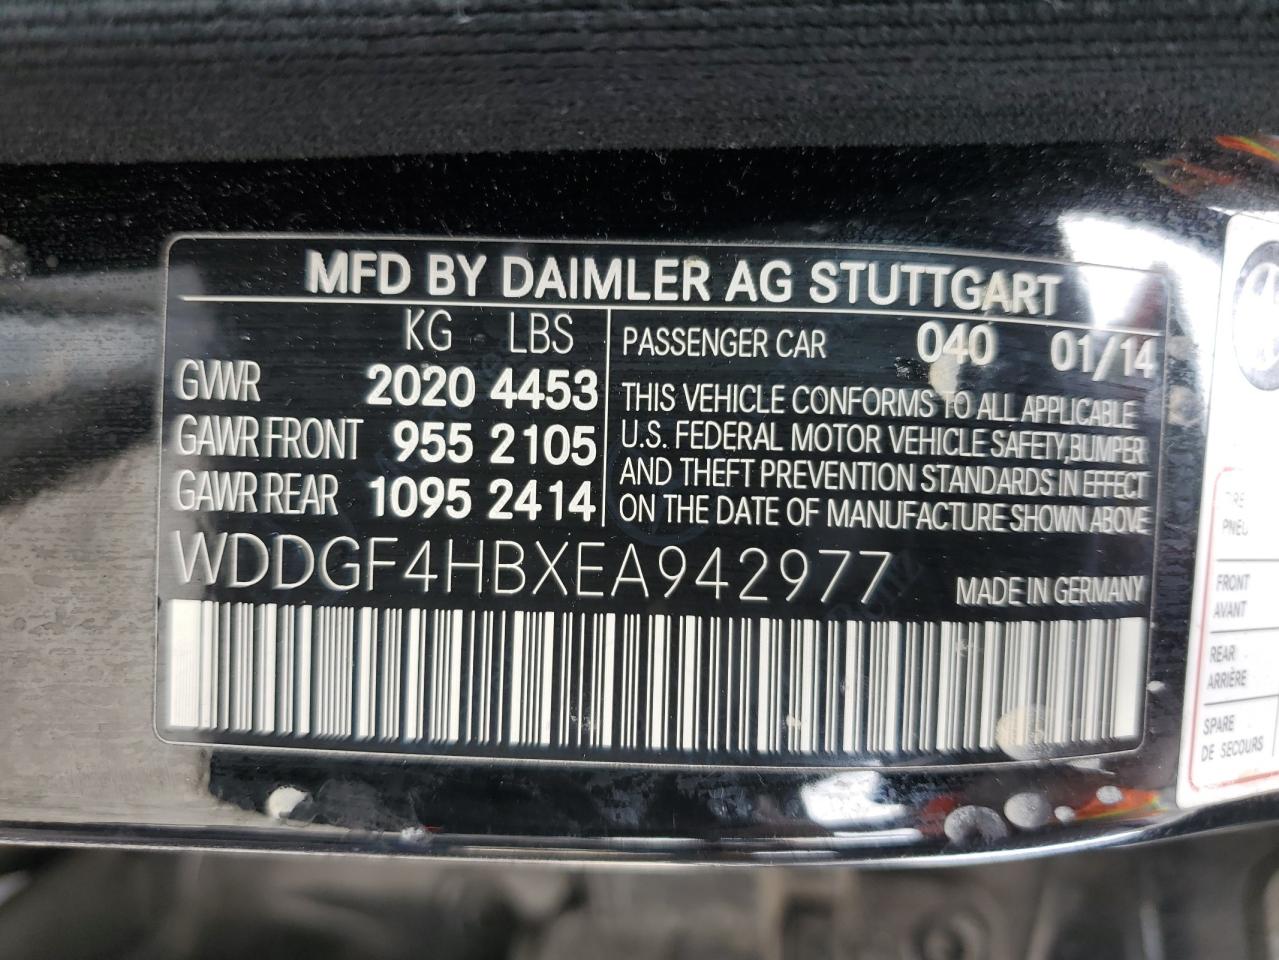 MFD BY DAIMLER AG STUTTGART
KG LBS
GVWR 2020 4453
GAWR FRONT 955 2105
GAWR REAR 1095 2414
PASSENGER CAR 040 01/14
THIS VEHICLE CONFORMS TO ALL APPLICABLE
U.S. FEDERAL MOTOR VEHICLE SAFETY, BUMPER
AND THEFT PREVENTION STANDARDS IN EFFECT
ON THE DATE OF MANUFACTURE SHOWN ABOVE
WDDGF4HBXEA942977
MADE IN GERMANY
TIRE
PNEU
FRONT
AVANT
REAR
ARRIÈRE
SPARE
DE SECOURS